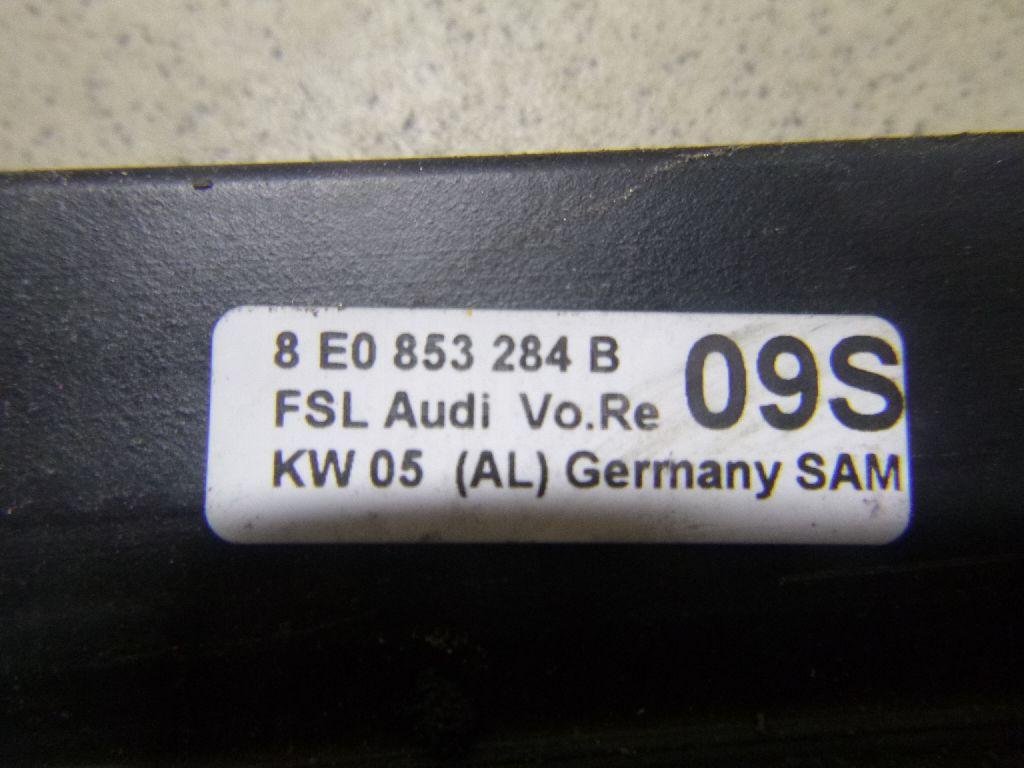 8 E0 853 284 B 09S
FSL Audi Vo.Re
KW 05 (AL) Germany SAM